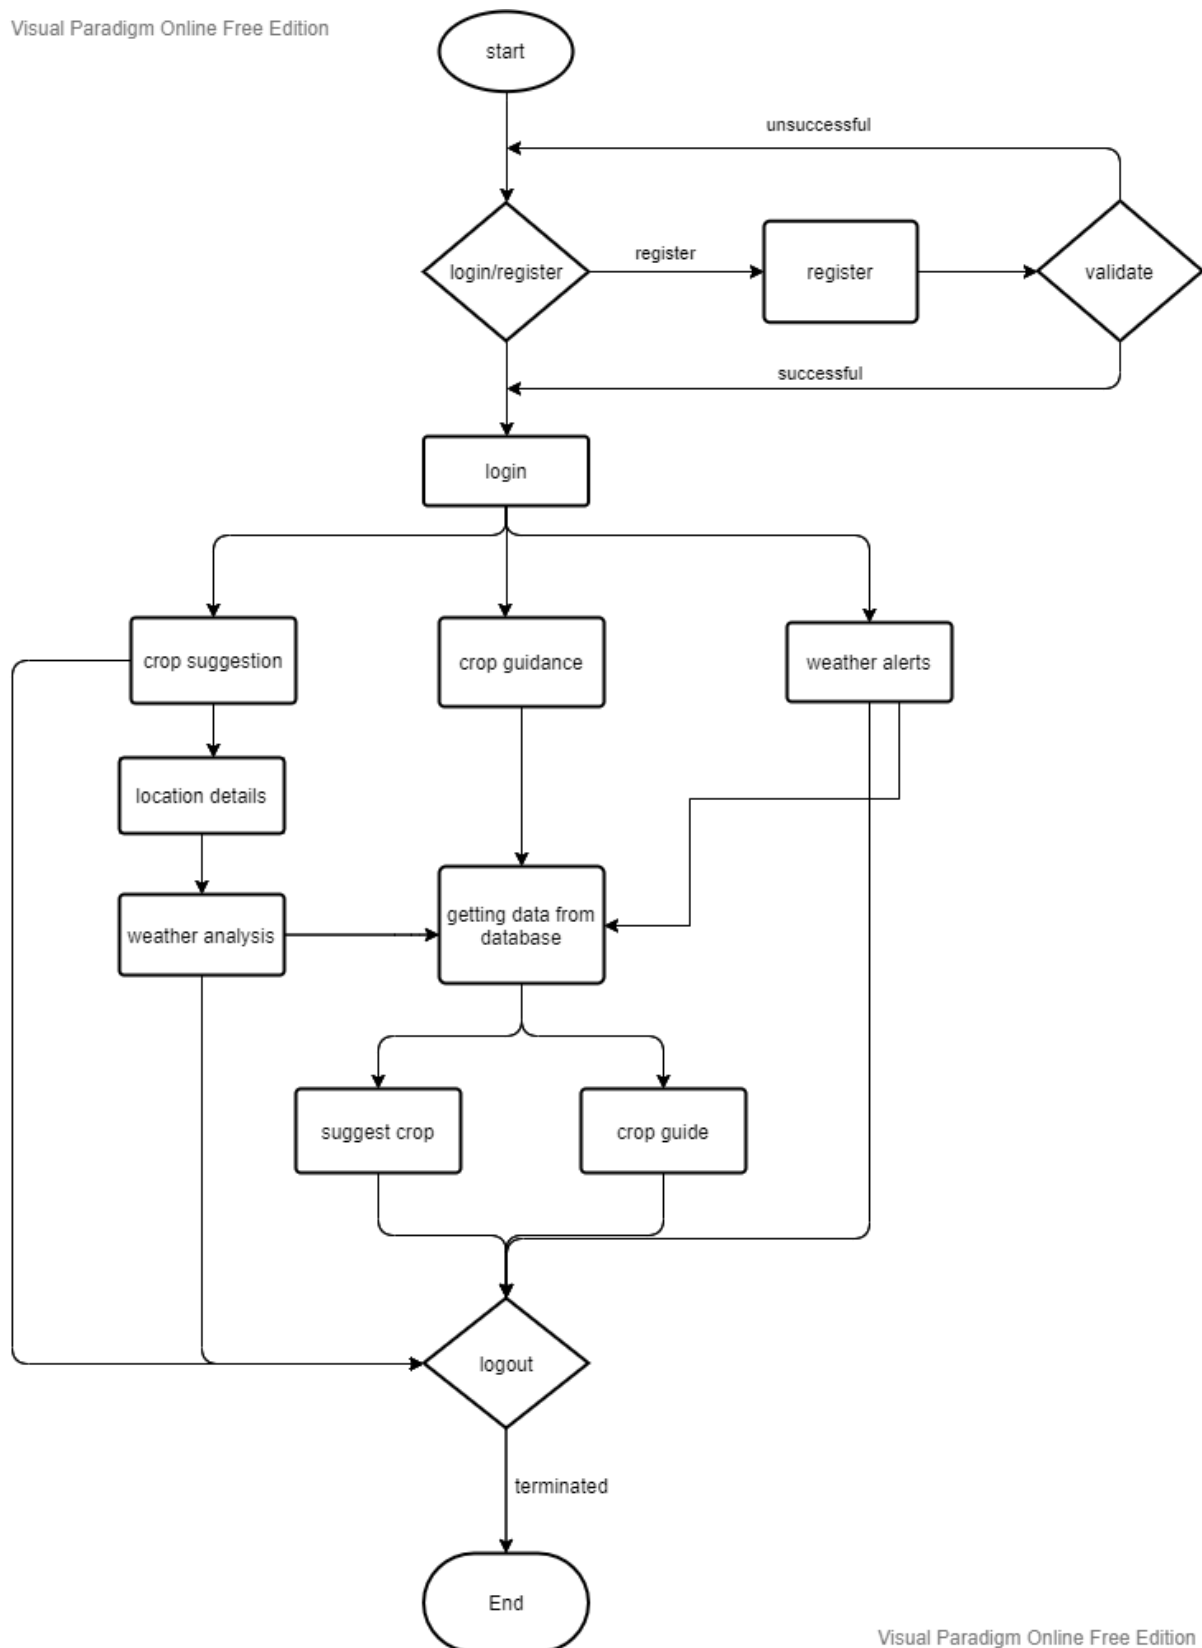 Visual Paradigm Online Free Edition
start
unsuccessful
login/register
register
register
validate
successful
login
crop suggestion
crop guidance
weather alerts
location details
weather analysis
getting data from
database
suggest crop
crop guide
logout
terminated
End
Visual Paradigm Online Free Edition